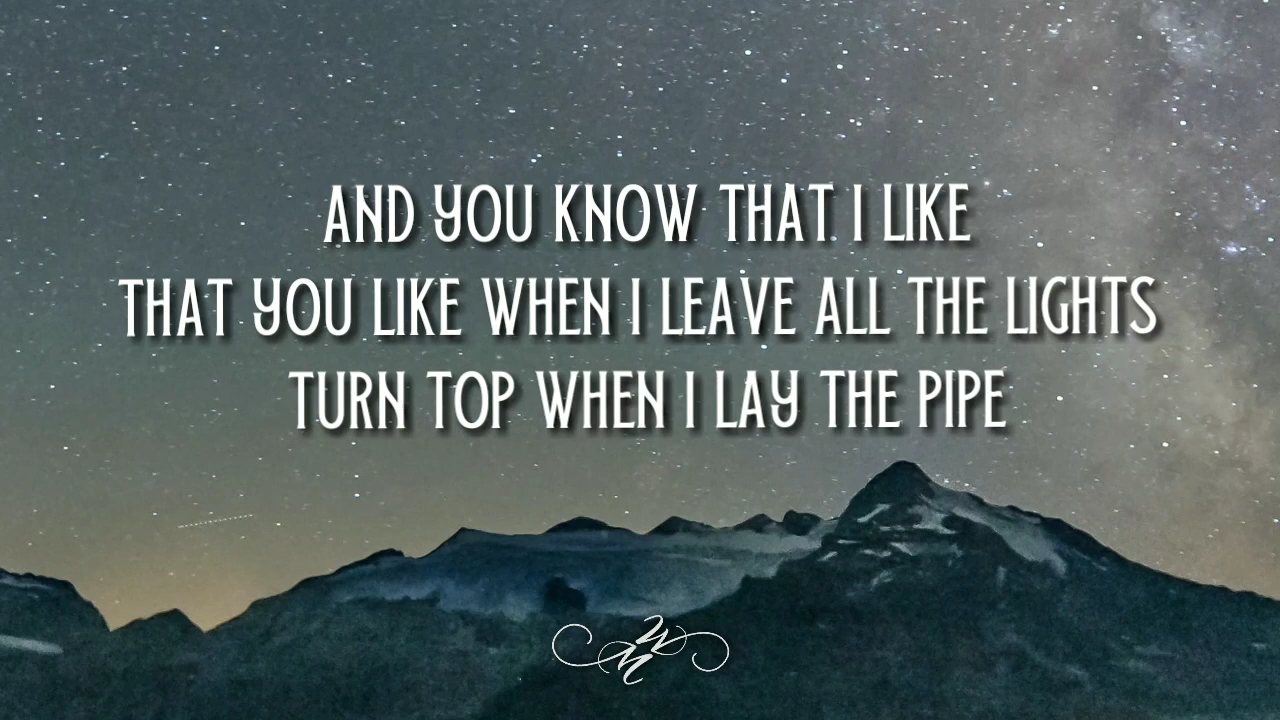 AND YOU KNOW THAT I LIKE
THAT YOU LIKE WHEN I LEAVE ALL THE LIGHTS
TURN TOP WHEN I LAY THE PIPE
WM